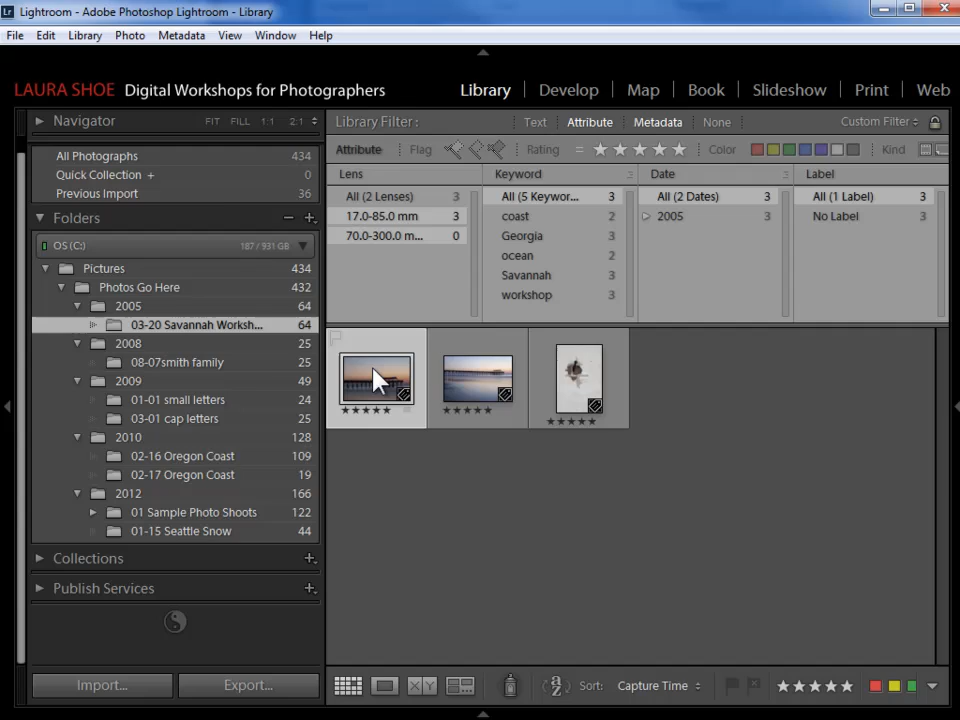 Lr Lightroom - Adobe Photoshop Lightroom - Library
File Edit Library Photo Metadata View Window Help
LAURA SHOE Digital Workshops for Photographers Library Develop Map Book Slideshow Print Web
Navigator FIT FILL 1:1 2:1
Library Filter : Text Attribute Metadata None Custom Filter
Attribute Flag Rating = Color Kind
All Photographs 434
Quick Collection + 0
Previous Import 36
Folders
OS (C:) 187 / 931 GB
Pictures 434
Photos Go Here 432
2005 64
03-20 Savannah Worksh... 64
2008 25
08-07smith family 25
2009 49
01-01 small letters 24
03-01 cap letters 25
2010 128
02-16 Oregon Coast 109
02-17 Oregon Coast 19
2012 166
01 Sample Photo Shoots 122
01-15 Seattle Snow 44
Collections
Publish Services
Import... Export...
Lens Keyword Date Label
All (2 Lenses) 3 All (5 Keywor... 3 All (2 Dates) 3 All (1 Label) 3
17.0-85.0 mm 3 coast 2 2005 3 No Label 3
70.0-300.0 m... 0 Georgia 3
ocean 2
Savannah 3
workshop 3
XY Sort: Capture Time